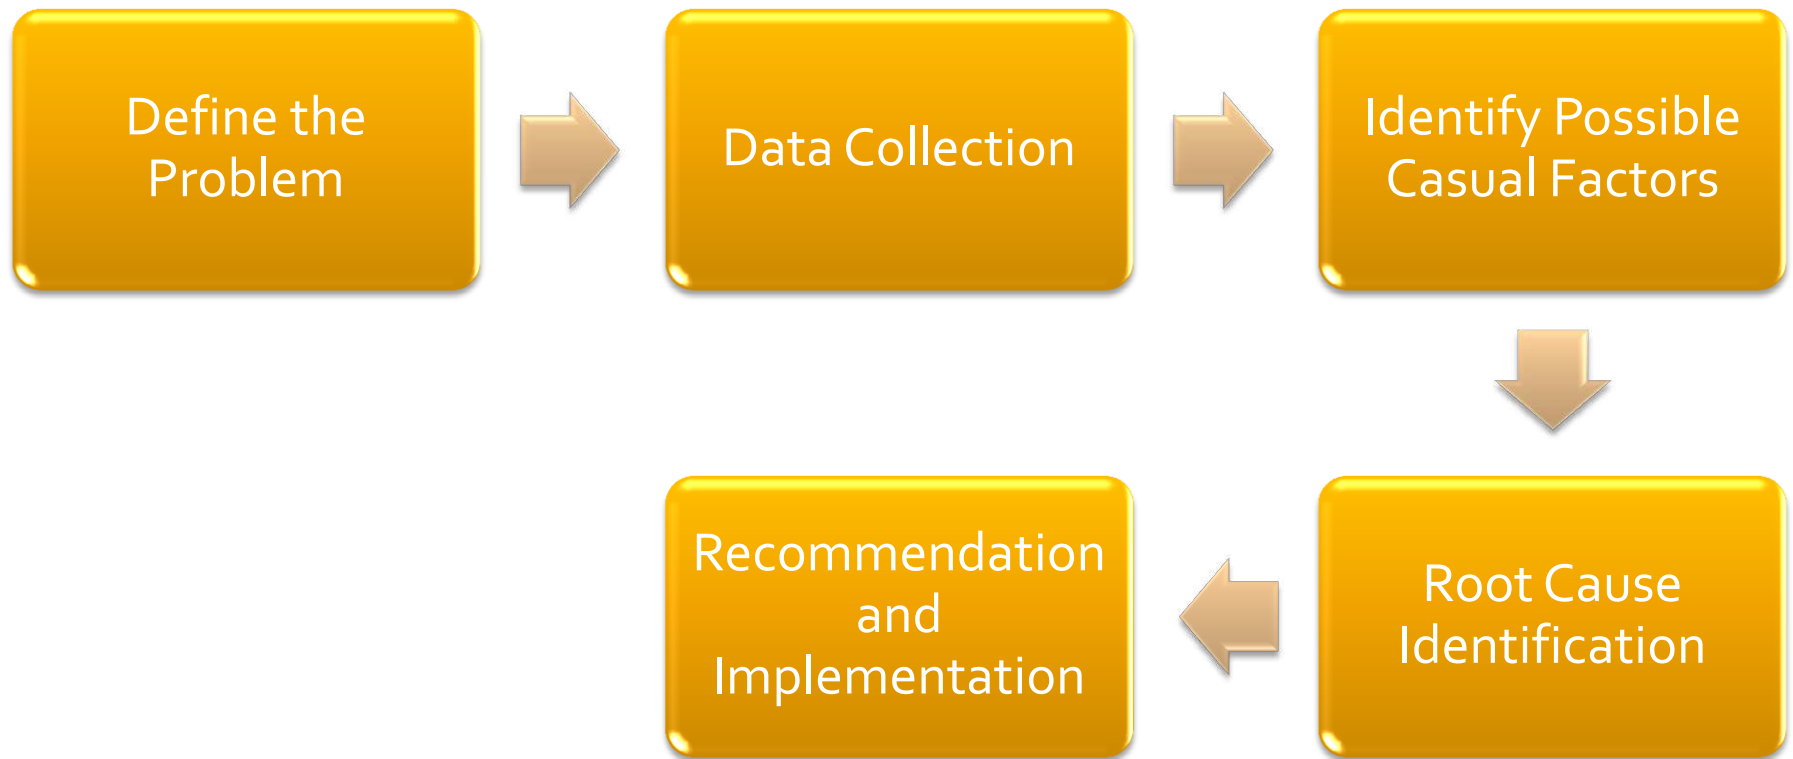 Define the
Problem
Data Collection
Identify Possible
Casual Factors
Root Cause
Identification
Recommendation
and
Implementation